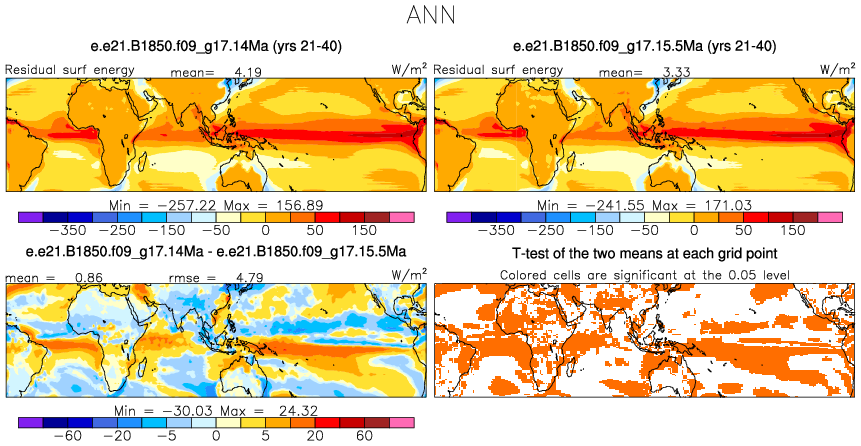 ANN
e.e21.B1850.f09_g17.14Ma (yrs 21-40)
Residual surf energy mean= 4.19 W/m²
Min = -257.22 Max = 156.89
-350 -250 -150 -50 0 50 150
e.e21.B1850.f09_g17.15.5Ma (yrs 21-40)
Residual surf energy mean= 3.33 W/m²
Min = -241.55 Max = 171.03
-350 -250 -150 -50 0 50 150
e.e21.B1850.f09_g17.14Ma - e.e21.B1850.f09_g17.15.5Ma
mean = 0.86 rmse = 4.79 W/m²
Min = -30.03 Max = 24.32
-60 -20 -5 0 5 20 60
T-test of the two means at each grid point
Colored cells are significant at the 0.05 level